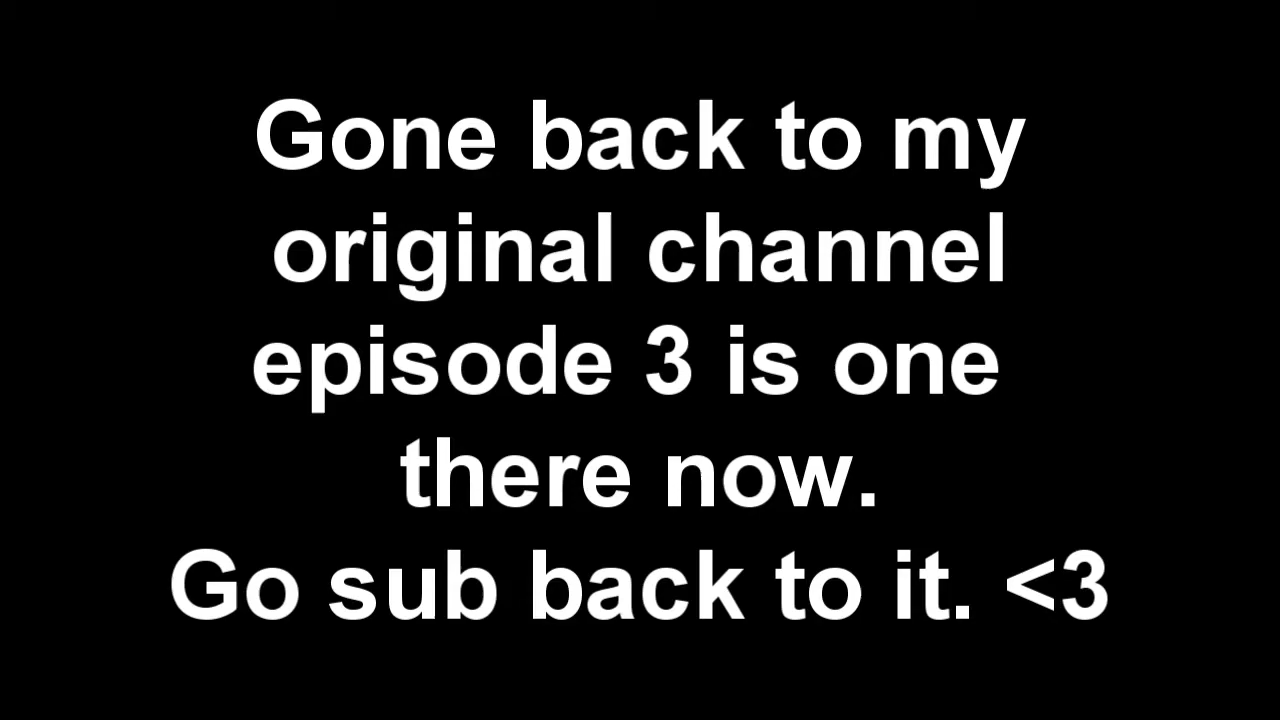 Gone back to my
original channel
episode 3 is one
there now.
Go sub back to it. <3